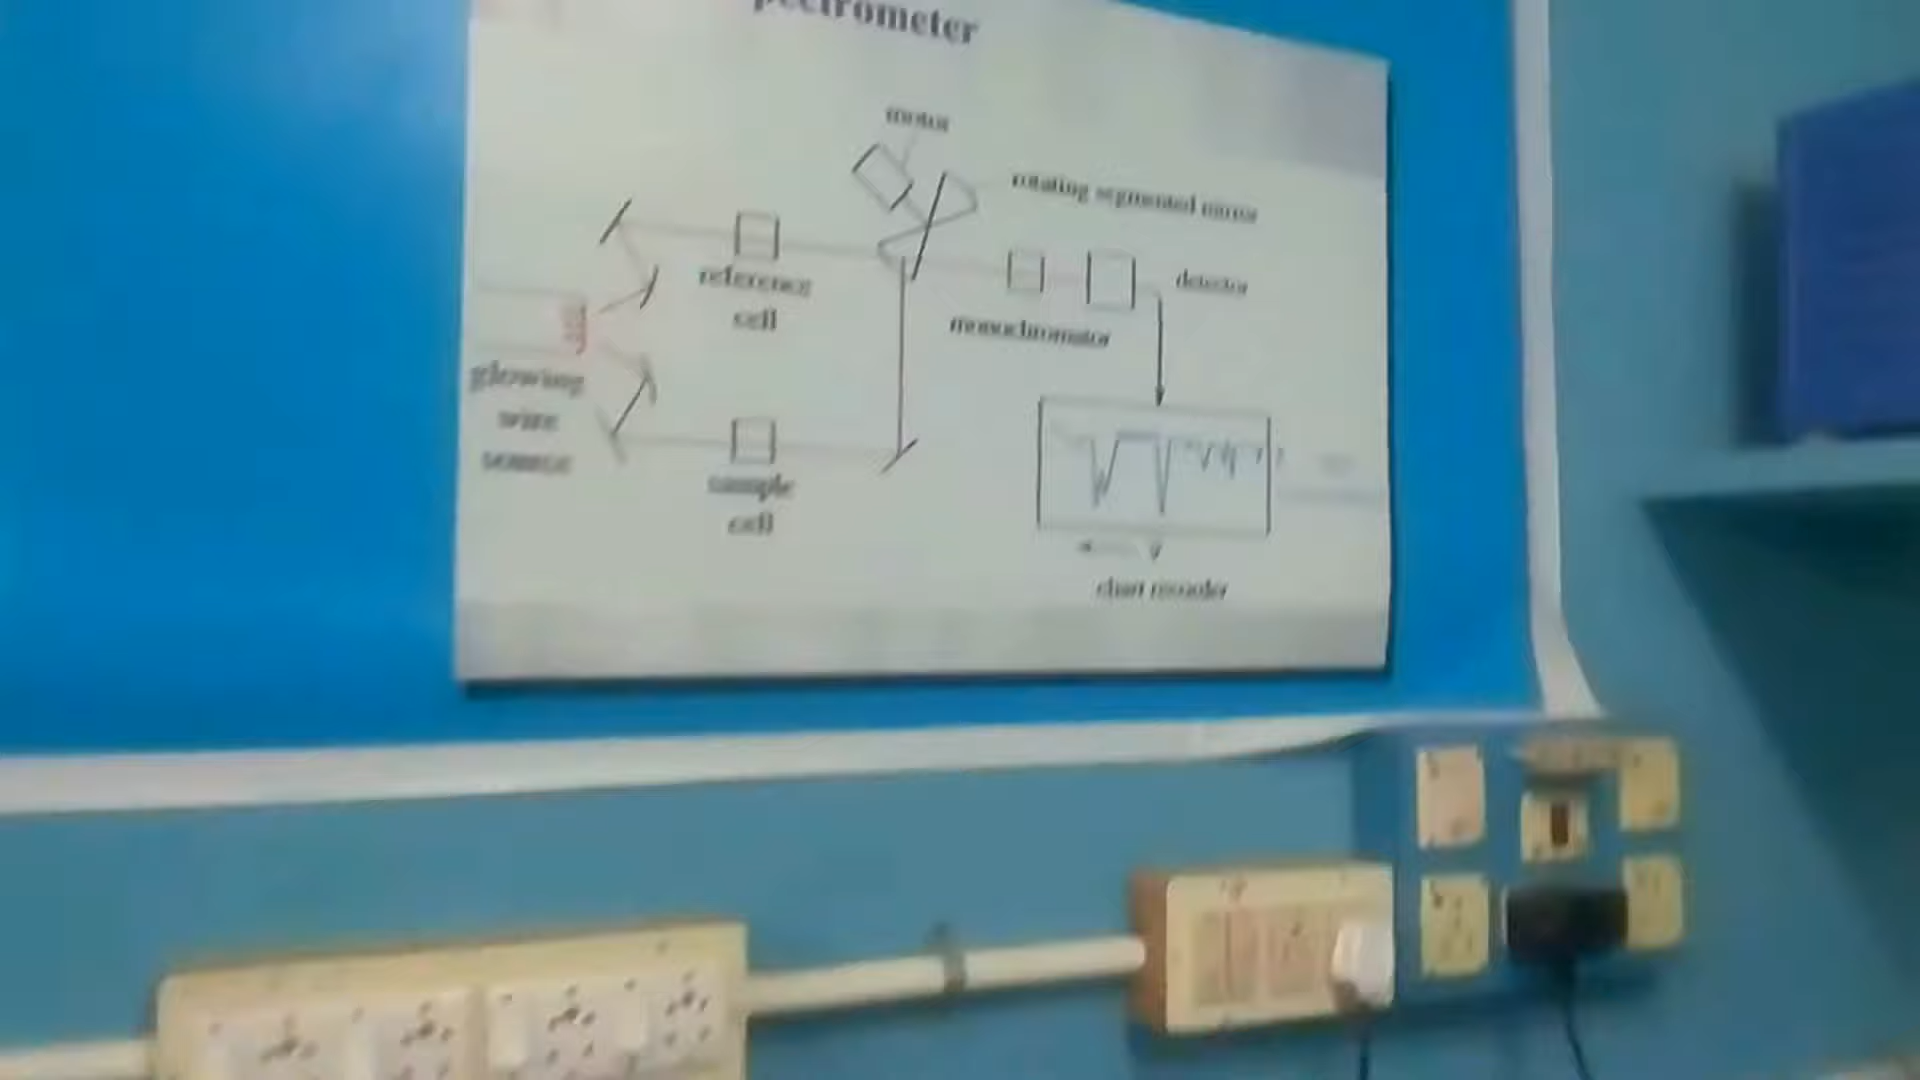 pectrometer
motor
rotating segmented mirror
reference
cell
detector
monochromator
glowing
wire
source
sample
cell
chart recorder